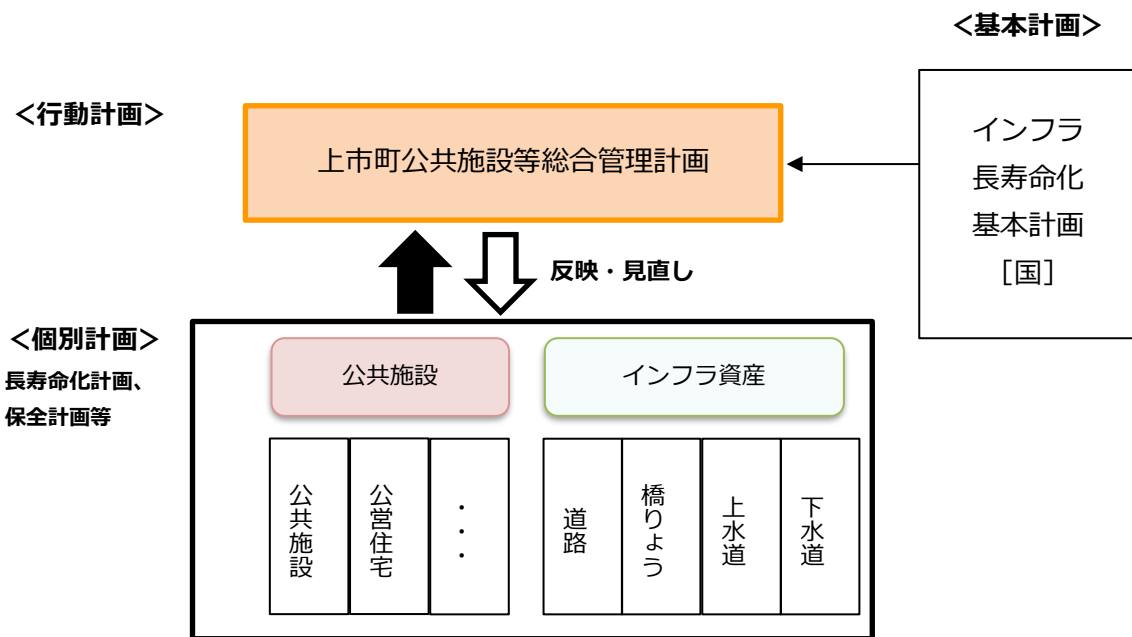 ＜基本計画＞
＜行動計画＞
上市町公共施設等総合管理計画
インフラ
長寿命化
基本計画
［国］
反映・見直し
＜個別計画＞
長寿命化計画、
保全計画等
公共施設
インフラ資産
公共施設
公営住宅
・・・
道路
橋りょう
上水道
下水道